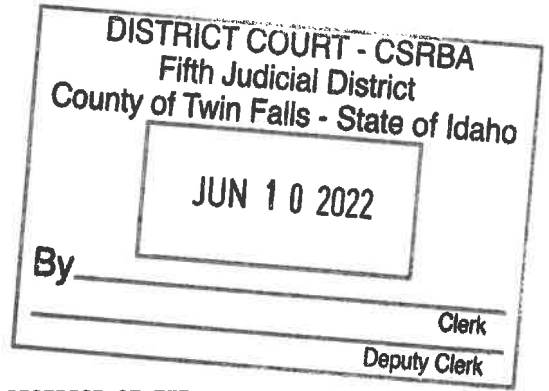 DISTRICT COURT - CSRBA
Fifth Judicial District
County of Twin Falls - State of Idaho
JUN 10 2022
By
Clerk
Deputy Clerk